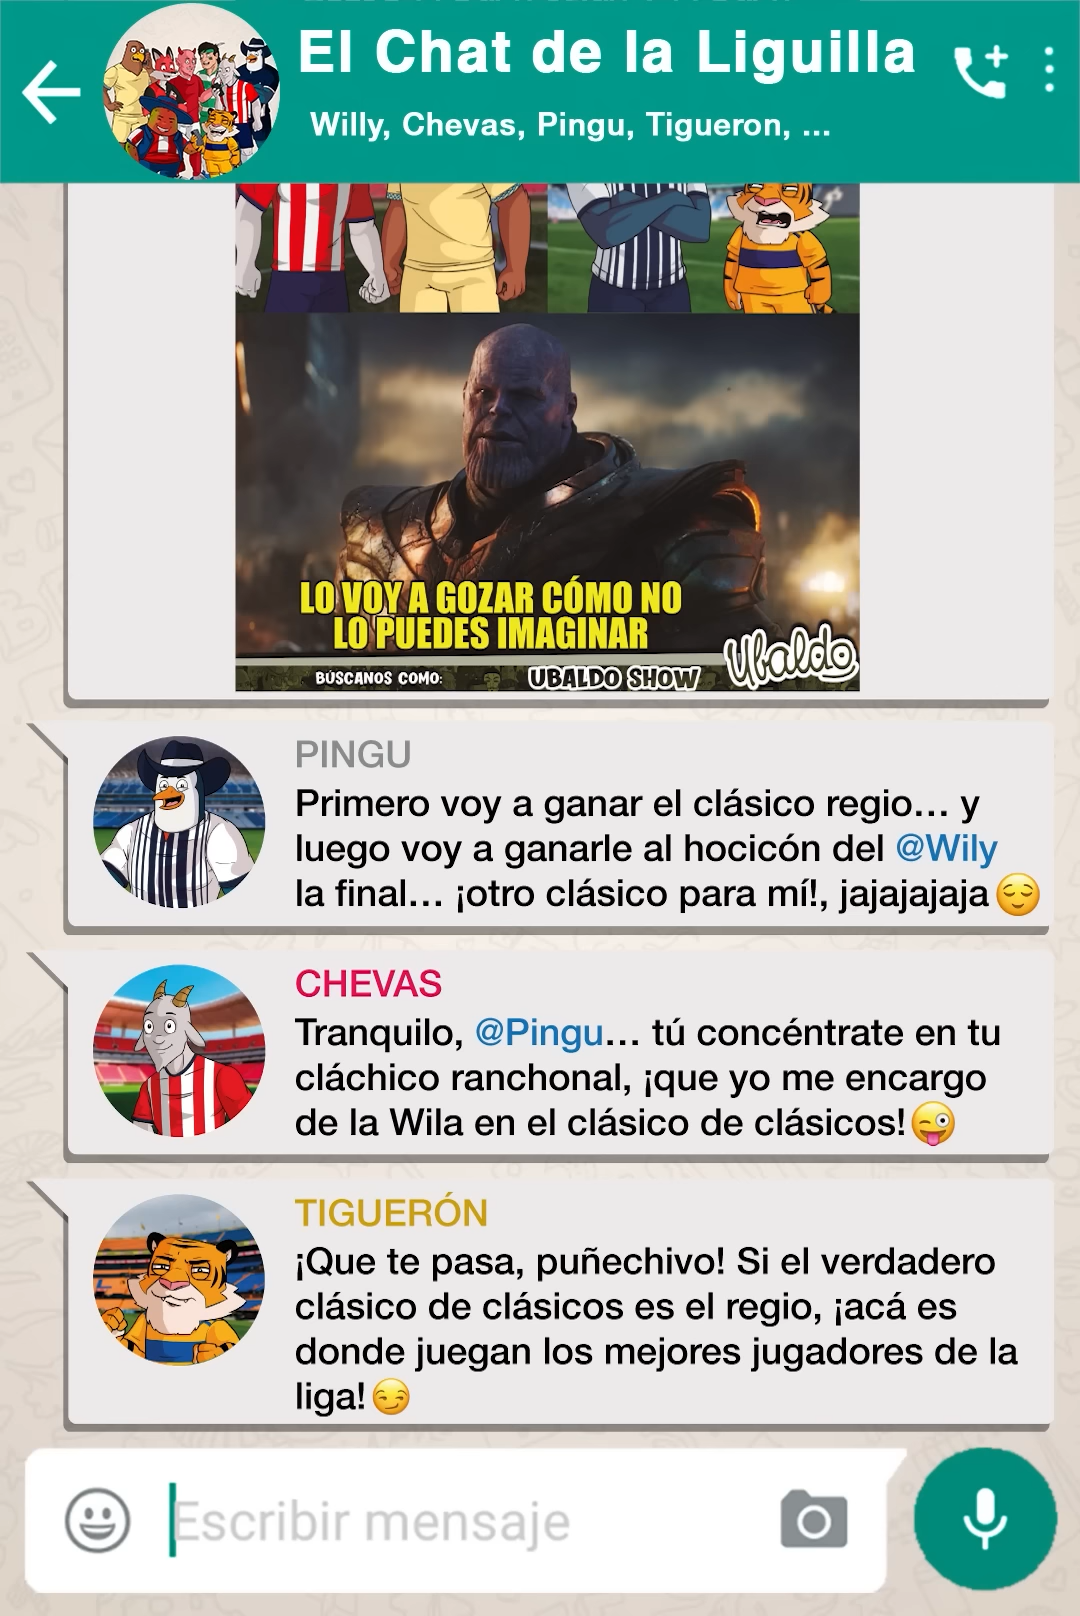 El Chat de la Liguilla
Willy, Chevas, Pingu, Tigueron, ...
LO VOY A GOZAR CÓMO NO
LO PUEDES IMAGINAR
Ubaldo
BÚSCANOS COMO:
UBALDO SHOW
PINGU
Primero voy a ganar el clásico regio... y
luego voy a ganarle al hocicón del @Wily
la final... ¡otro clásico para mí!, jajajajaja😌
CHEVAS
Tranquilo, @Pingu... tú concéntrate en tu
cláchico ranchonal, ¡que yo me encargo
de la Wila en el clásico de clásicos!😜
TIGUERÓN
¡Que te pasa, puñechivo! Si el verdadero
clásico de clásicos es el regio, ¡acá es
donde juegan los mejores jugadores de la
liga!😏
Escribir mensaje